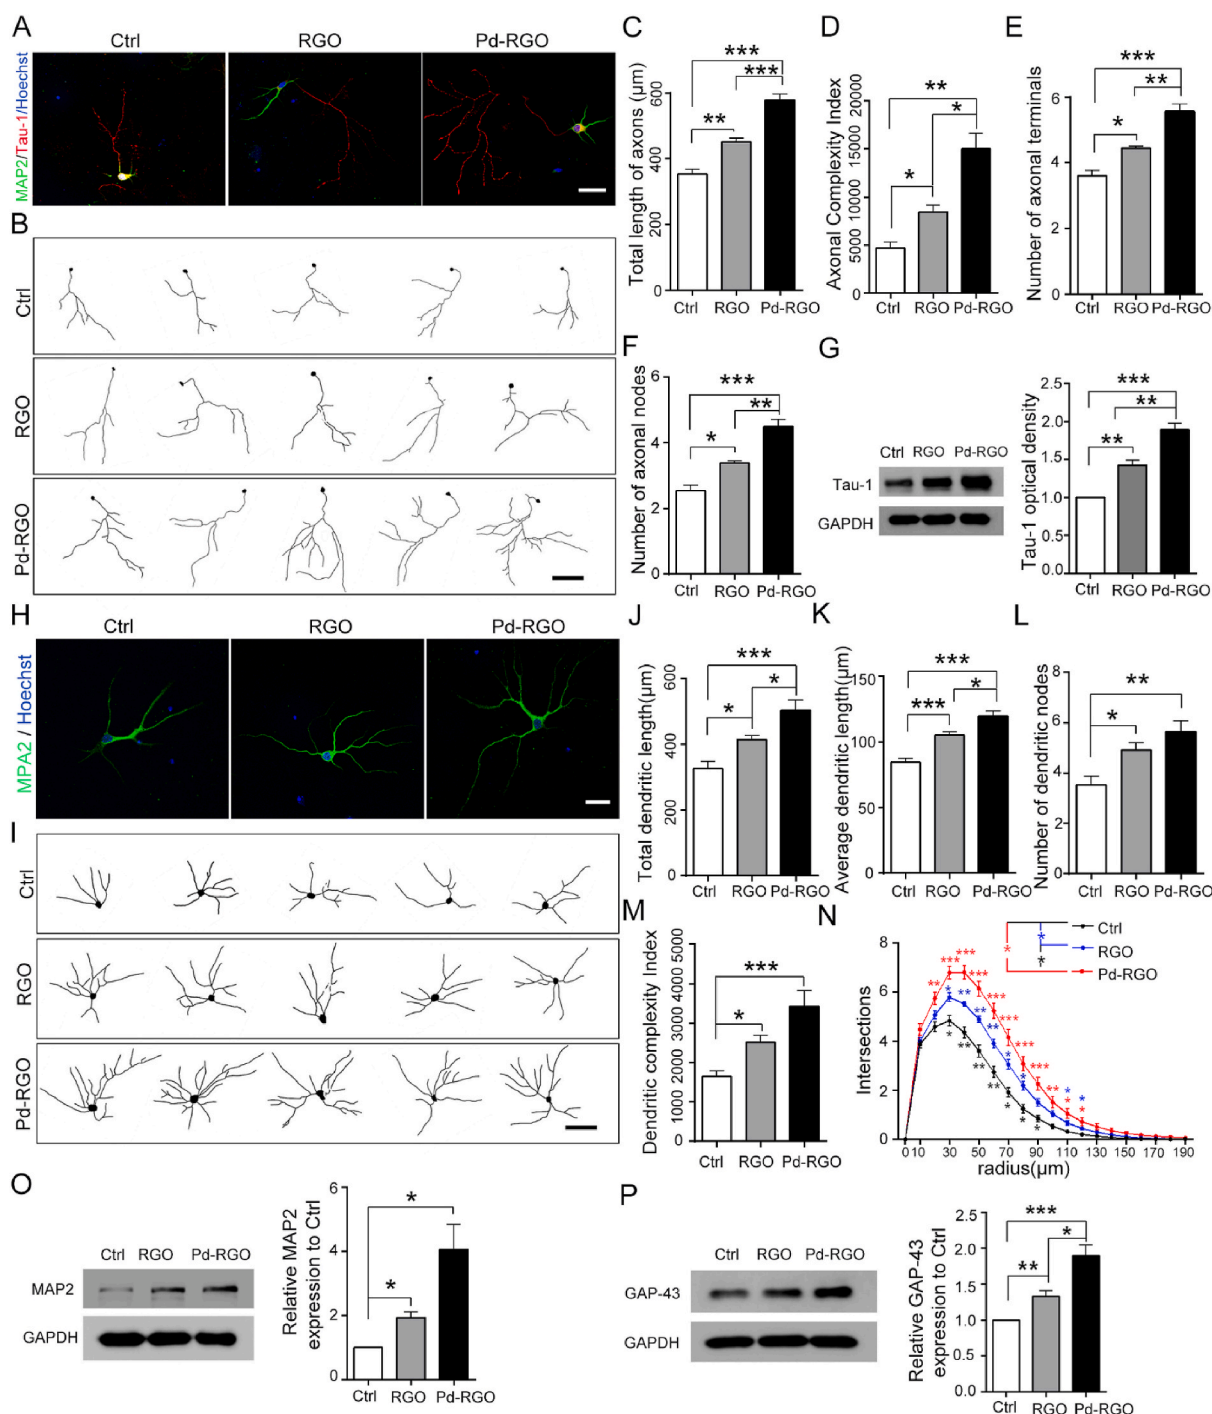 A
Ctrl RGO Pd-RGO
MAP2/Tau-1/Hoechst
B
Ctrl
RGO
Pd-RGO
C
Total length of axons (μm)
600
400
200
0
*** *** **
Ctrl RGO Pd-RGO
D
Axonal Complexity Index
20000
15000
10000
5000
0
** * *
Ctrl RGO Pd-RGO
E
Number of axonal terminals
6
4
2
0
*** ** *
Ctrl RGO Pd-RGO
F
Number of axonal nodes
6
4
2
0
*** ** *
Ctrl RGO Pd-RGO
G
Ctrl RGO Pd-RGO
Tau-1
GAPDH
Tau-1 optical density
2.5
2.0
1.5
1.0
0.5
0.0
*** ** **
Ctrl RGO Pd-RGO
H
Ctrl RGO Pd-RGO
MPA2 / Hoechst
I
Ctrl
RGO
Pd-RGO
J
Total dendritic length(μm)
600
400
200
0
*** * *
Ctrl RGO Pd-RGO
K
Average dendritic length(μm)
150
100
50
0
*** * ***
Ctrl RGO Pd-RGO
L
Number of dendritic nodes
8
6
4
2
0
** *
Ctrl RGO Pd-RGO
M
Dendritic complexity Index
5000
4000
3000
2000
1000
0
*** *
Ctrl RGO Pd-RGO
N
Ctrl
RGO
Pd-RGO
* * *
Intersections
8
4
0
0 10 30 50 70 90 110 130 150 170 190
radius(μm)
O
Ctrl RGO Pd-RGO
MAP2
GAPDH
Relative MAP2
expression to Ctrl
6
4
2
0
* *
Ctrl RGO Pd-RGO
P
Ctrl RGO Pd-RGO
GAP-43
GAPDH
Relative GAP-43
expression to Ctrl
2.5
2.0
1.5
1.0
0.5
0.0
*** * **
Ctrl RGO Pd-RGO